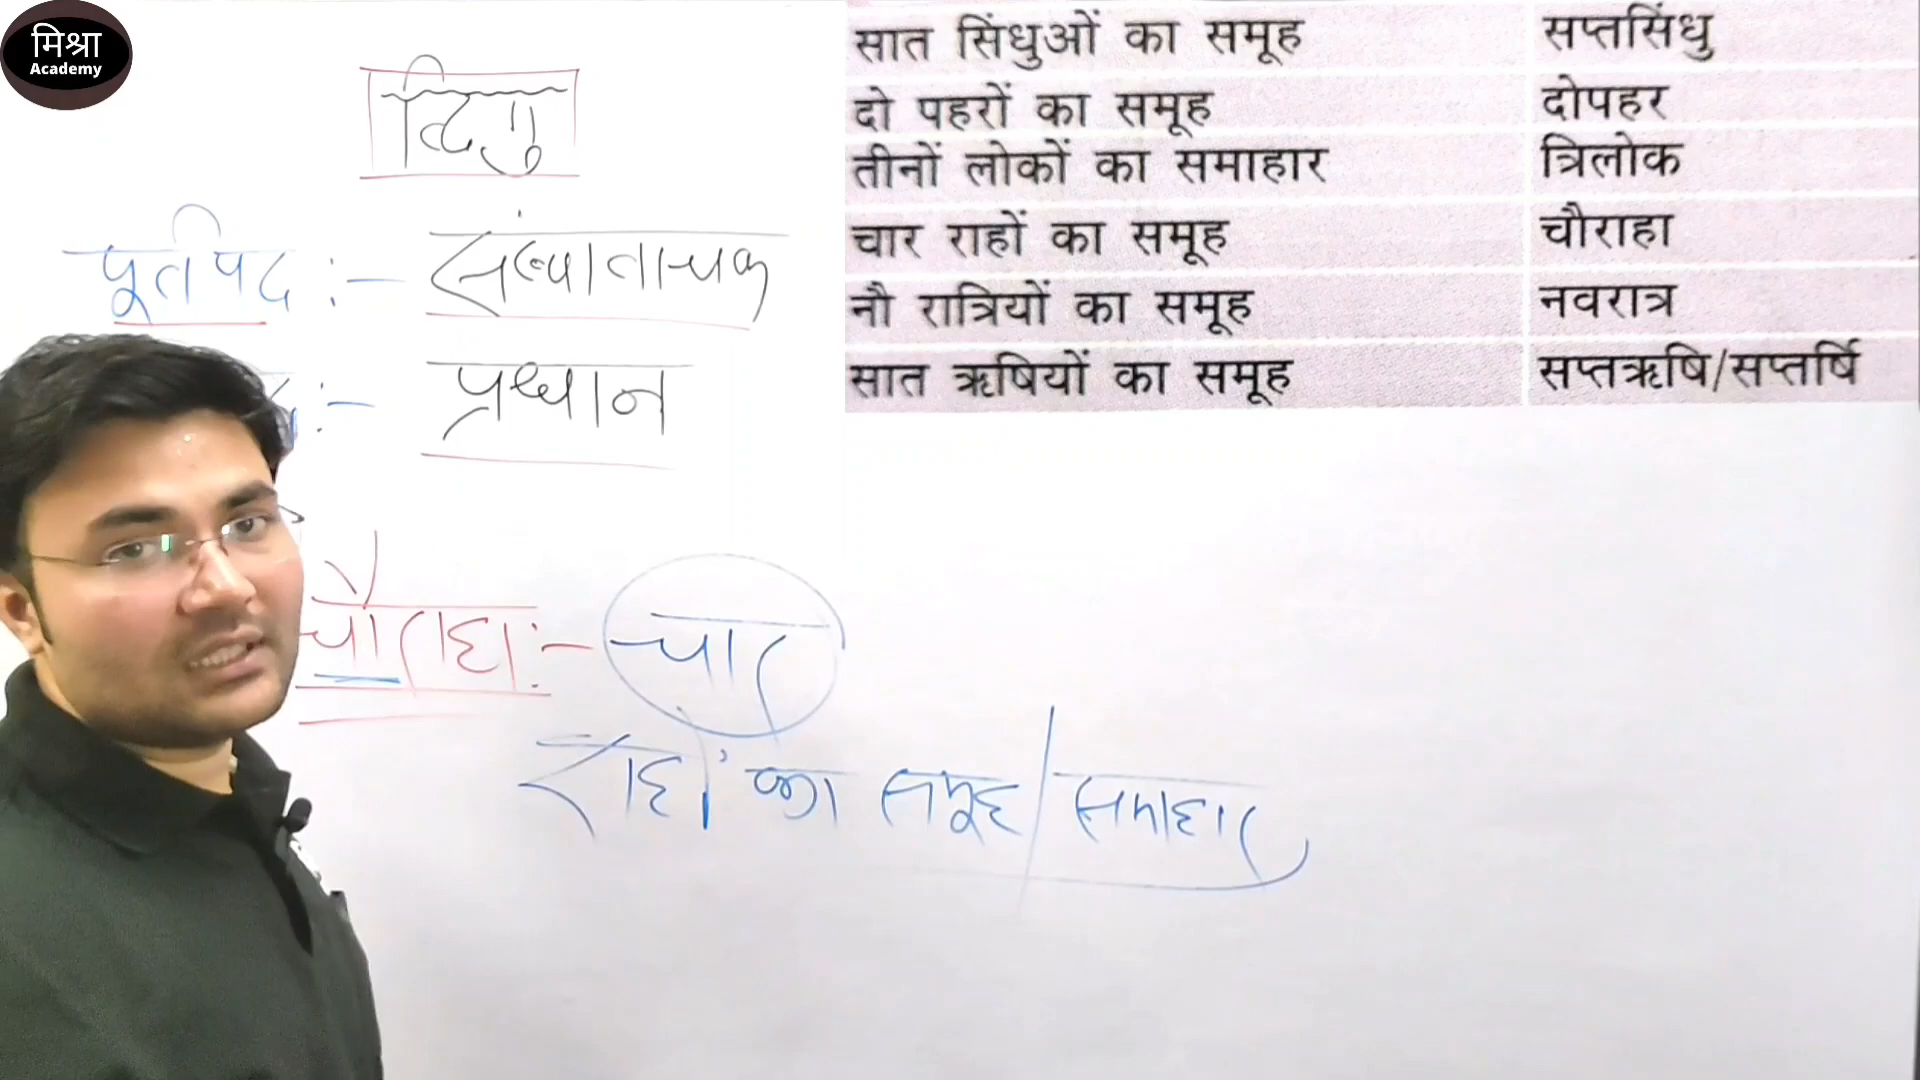 मिश्रा
Academy
द्विगु
पूर्वपद :- संख्यावाचक
:- प्रधान
चौराहा :- चार
राहों का समूह/समाहार
सात सिंधुओं का समूह सप्तसिंधु
दो पहरों का समूह दोपहर
तीनों लोकों का समाहार त्रिलोक
चार राहों का समूह चौराहा
नौ रात्रियों का समूह नवरात्र
सात ऋषियों का समूह सप्तऋषि/सप्तर्षि